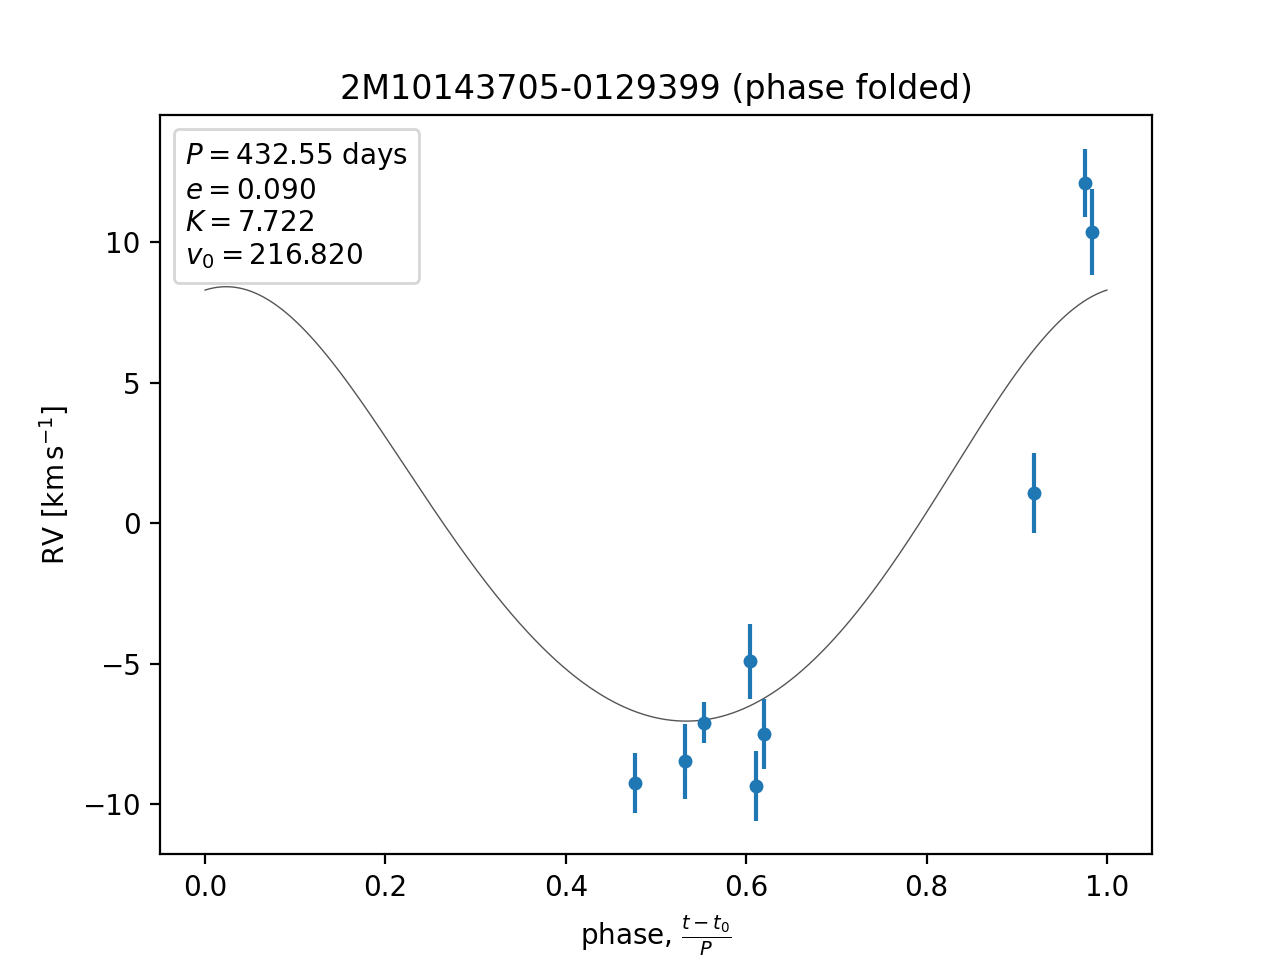 2M10143705-0129399 (phase folded)
P = 432.55 days
e = 0.090
K = 7.722
v₀ = 216.820
10
5
0
−5
−10
RV [km s⁻¹]
0.0 0.2 0.4 0.6 0.8 1.0
phase, (t − t₀)/P